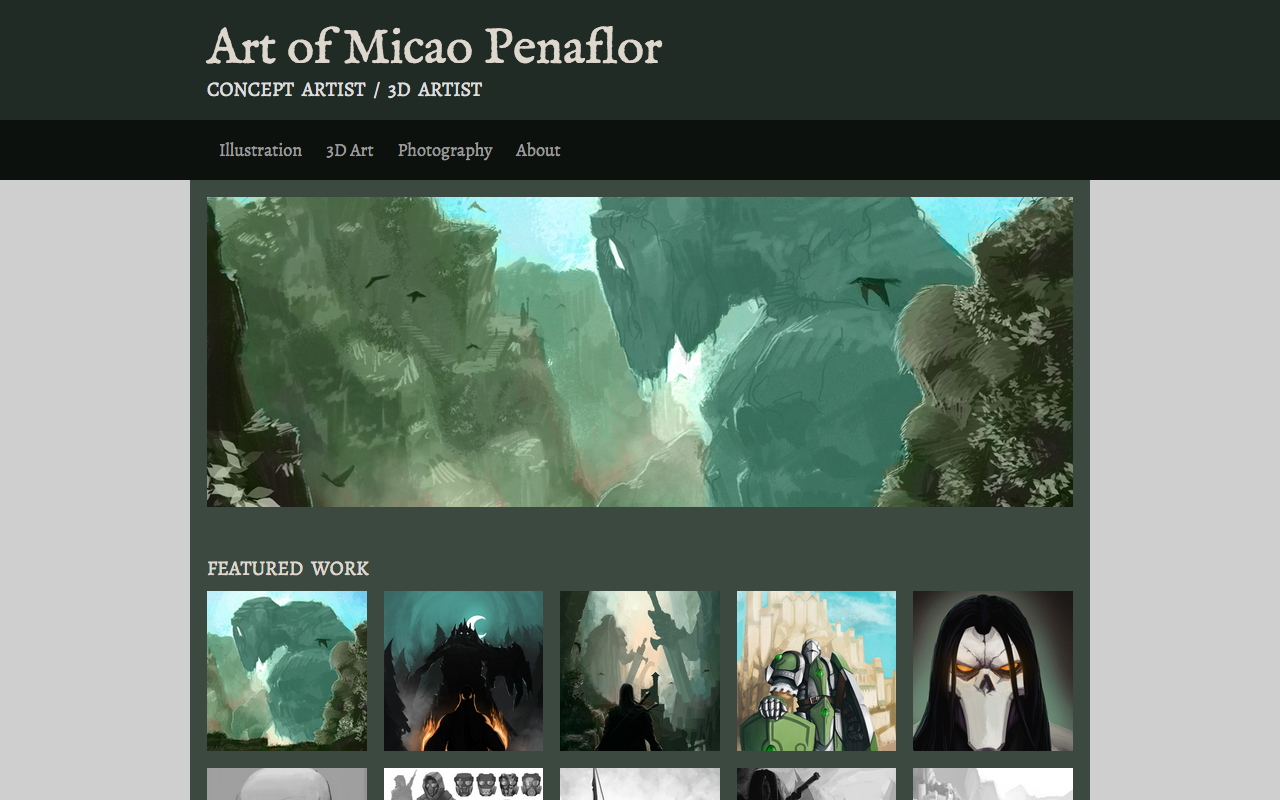 Art of Micao Penaflor
CONCEPT ARTIST / 3D ARTIST
Illustration 3D Art Photography About
FEATURED WORK